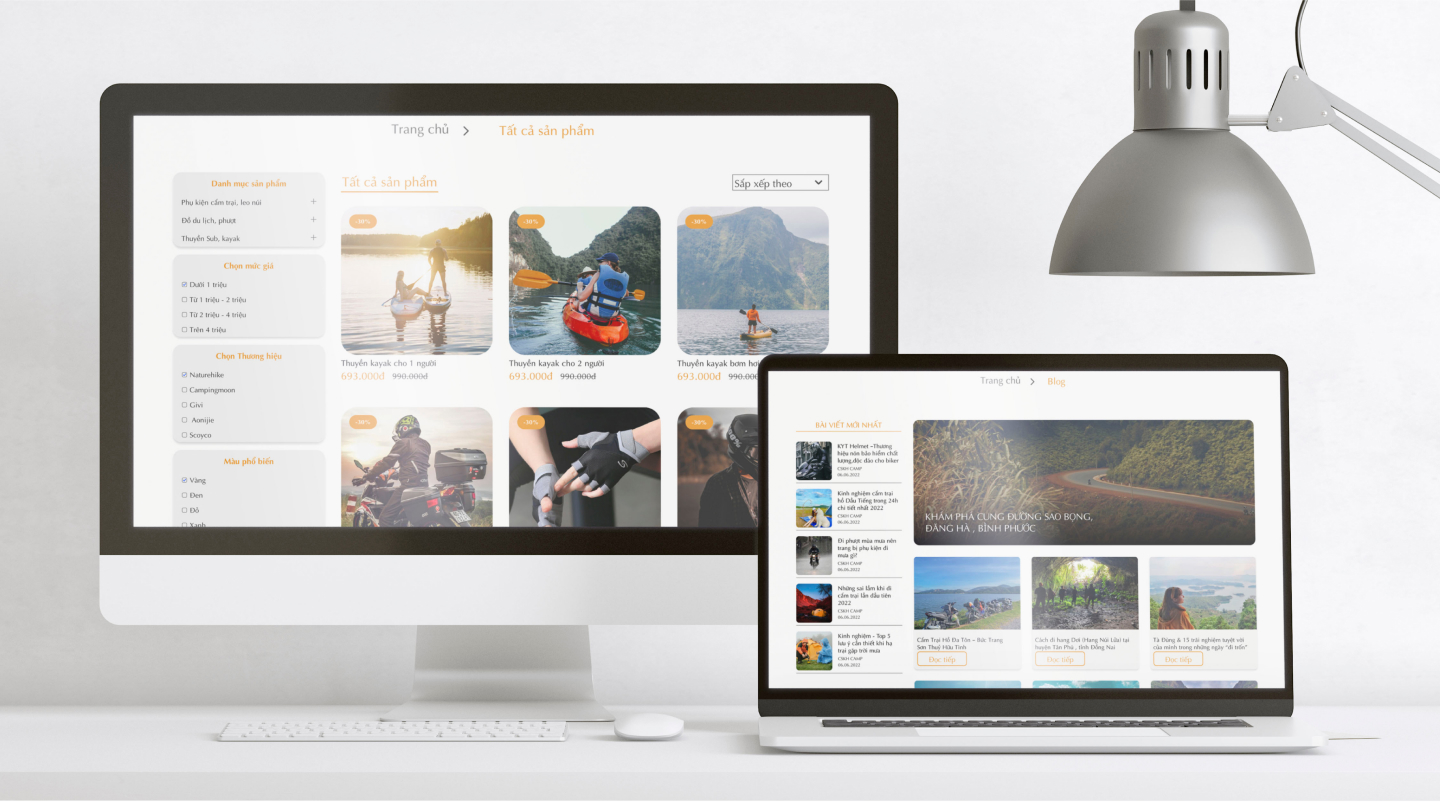 Trang chủ > Tất cả sản phẩm
Danh mục sản phẩm
Phụ kiện cắm trại, leo núi +
Đồ du lịch, phượt +
Thuyền Sub, kayak +
Chọn mức giá
Dưới 1 triệu
Từ 1 triệu - 2 triệu
Từ 2 triệu - 4 triệu
Trên 4 triệu
Chọn Thương hiệu
Naturehike
Campingmoon
Givi
Aonijie
Scoyco
Màu phổ biến
Vàng
Đen
Đỏ
Xanh
Tất cả sản phẩm
Sắp xếp theo
-30%
-30%
-30%
Thuyền kayak cho 1 người
693.000đ 990.000đ
Thuyền kayak cho 2 người
693.000đ 990.000đ
Thuyền kayak bơm hơi
693.000đ 990.00
-30%
-30%
-30%
Trang chủ > Blog
BÀI VIẾT MỚI NHẤT
KYT Helmet –Thương
hiệu nón bảo hiểm chất
lượng,độc đáo cho biker
CSKH CAMP
06.06.2022
Kinh nghiệm cắm trại
hồ Dầu Tiếng trong 24h
chi tiết nhất 2022
CSKH CAMP
06.06.2022
Đi phượt mùa mưa nên
trang bị phụ kiện đi
mưa gì?
CSKH CAMP
06.06.2022
Những sai lầm khi đi
cắm trại lần đầu tiên
2022
CSKH CAMP
06.06.2022
Kinh nghiệm - Top 5
lưu ý cần thiết khi hạ
trại gặp trời mưa
CSKH CAMP
06.06.2022
KHÁM PHÁ CUNG ĐƯỜNG SAO BỌNG,
ĐĂNG HÀ , BÌNH PHƯỚC
Cắm Trại Hồ Đa Tôn – Bức Trạng
Sơn Thuỷ Hữu Tình
Đọc tiếp
Cách đi hang Dơi (Hang Núi Lửa) tại
huyện Tân Phú , tỉnh Đồng Nai
Đọc tiếp
Tà Đùng & 15 trải nghiệm tuyệt vời
của mình trong những ngày “đi trốn”
Đọc tiếp